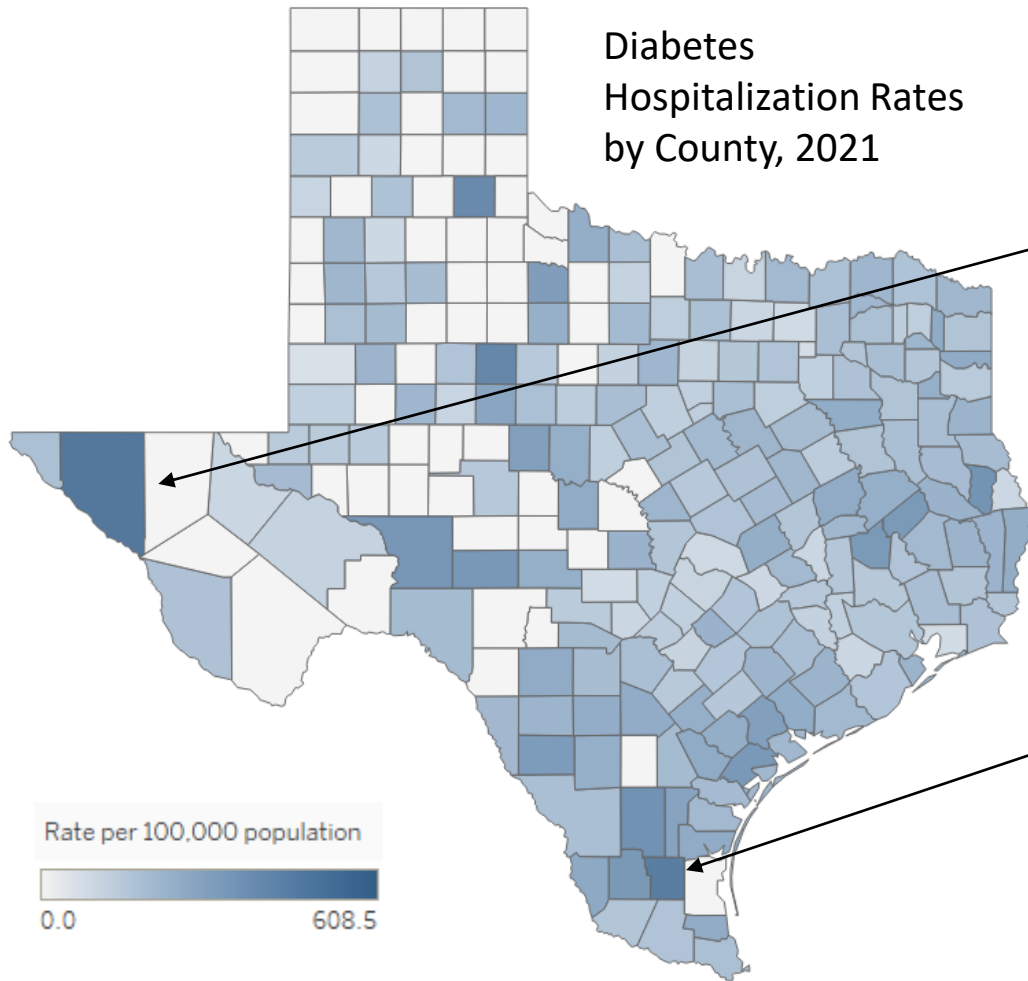 Diabetes
Hospitalization Rates
by County, 2021
Rate per 100,000 population
0.0
608.5